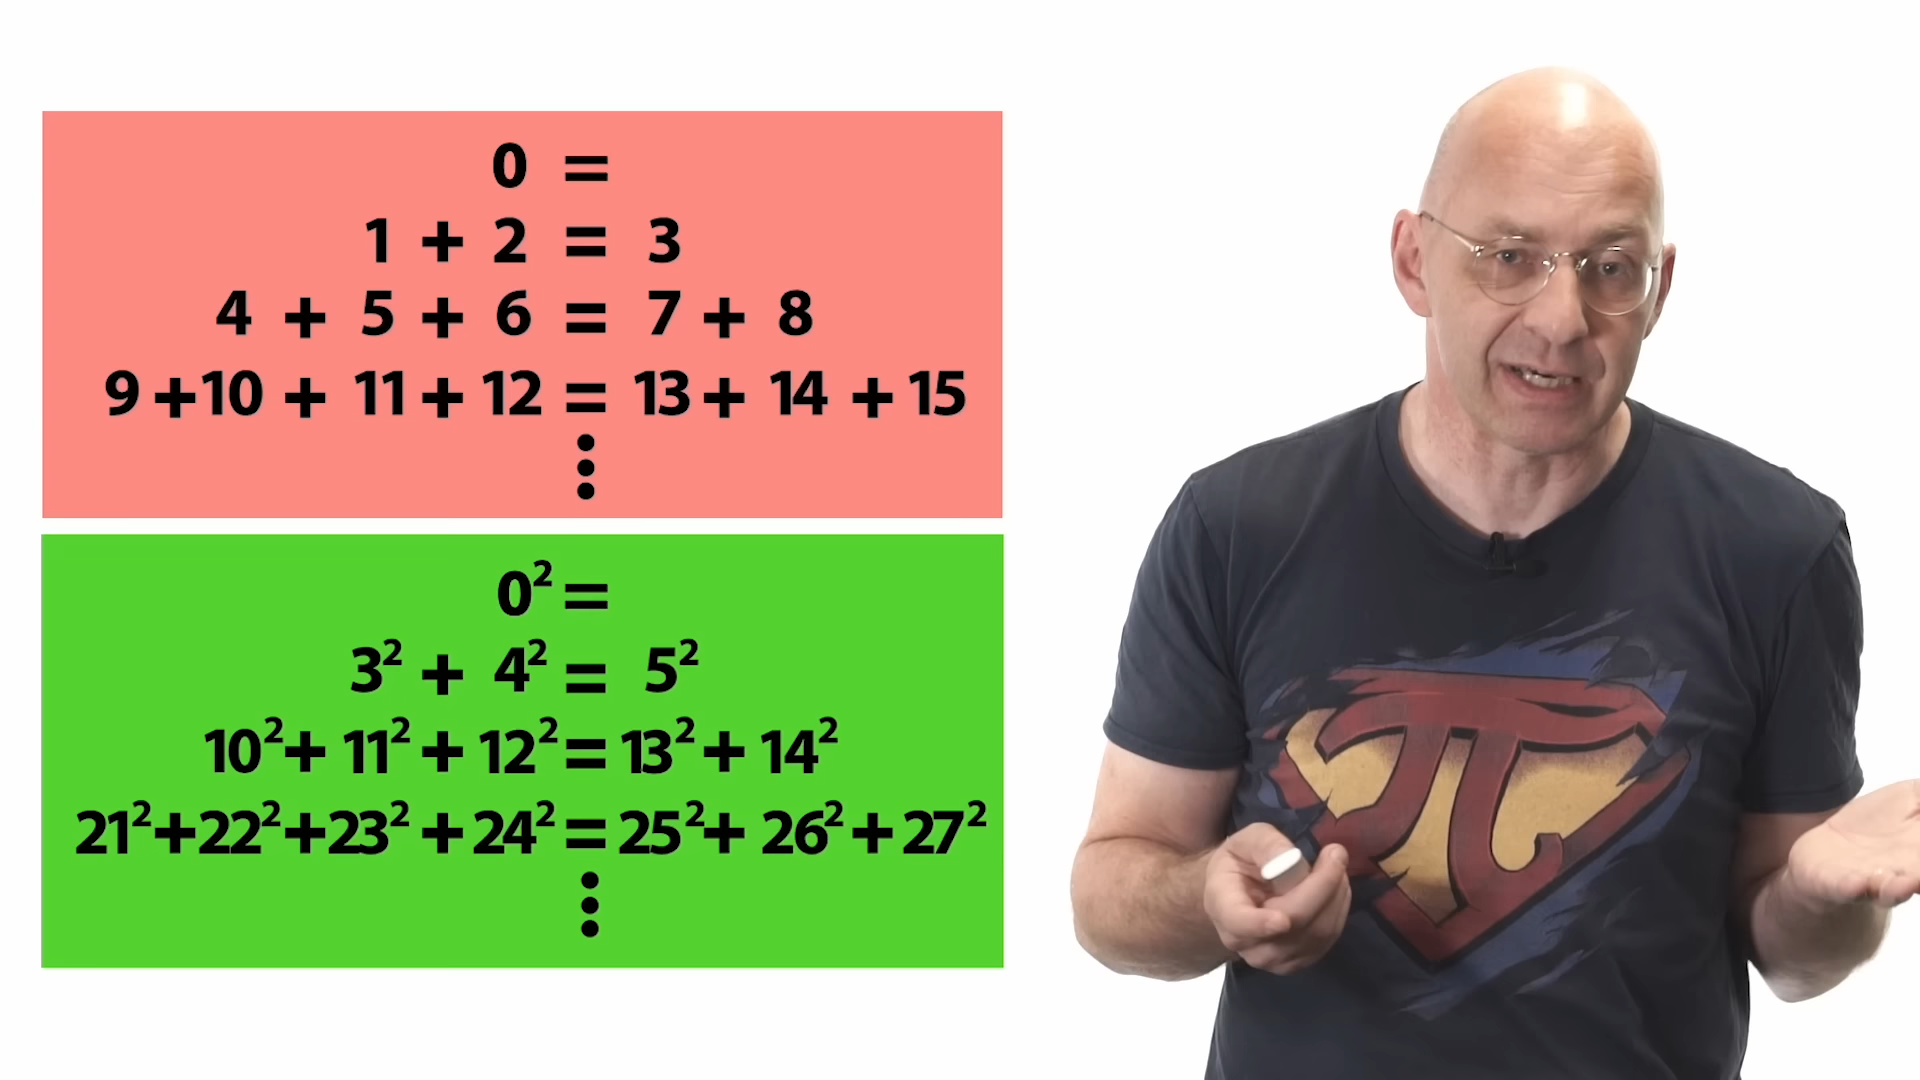 0 =
1 + 2 = 3
4 + 5 + 6 = 7 + 8
9 + 10 + 11 + 12 = 13 + 14 + 15
⋮
0² =
3² + 4² = 5²
10² + 11² + 12² = 13² + 14²
21² + 22² + 23² + 24² = 25² + 26² + 27²
⋮
π